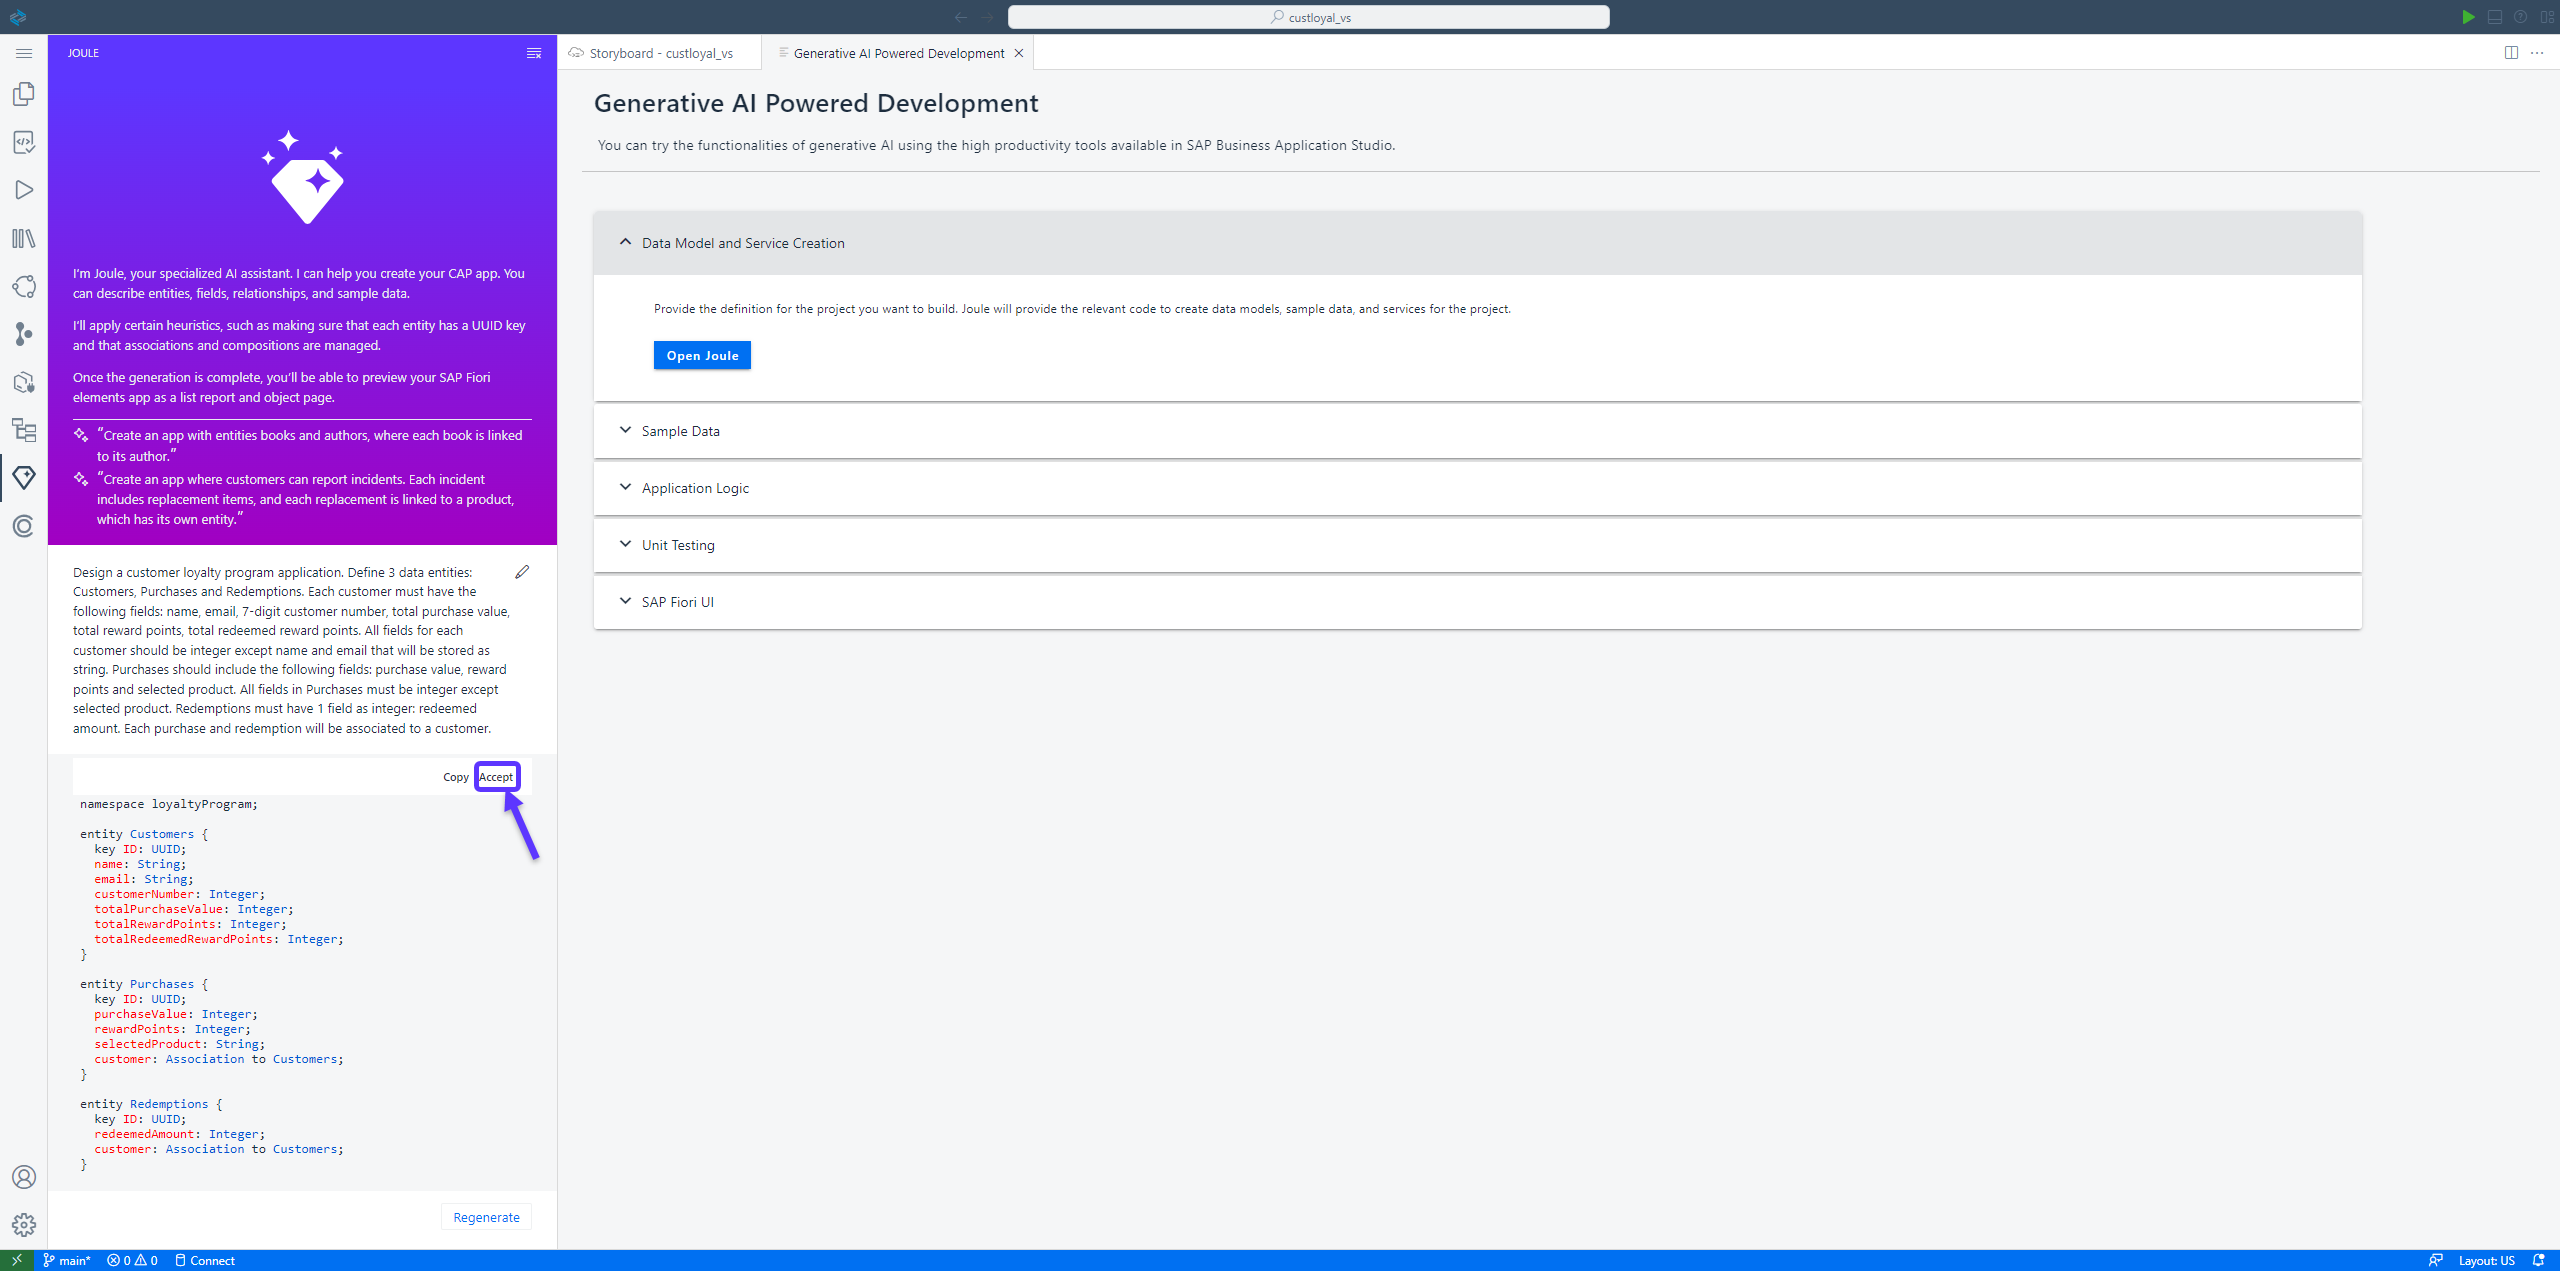 custloyal_vs
JOULE
Storyboard - custloyal_vs
Generative AI Powered Development
I'm Joule, your specialized AI assistant. I can help you create your CAP app. You
can describe entities, fields, relationships, and sample data.
I'll apply certain heuristics, such as making sure that each entity has a UUID key
and that associations and compositions are managed.
Once the generation is complete, you'll be able to preview your SAP Fiori
elements app as a list report and object page.
"Create an app with entities books and authors, where each book is linked
to its author."
"Create an app where customers can report incidents. Each incident
includes replacement items, and each replacement is linked to a product,
which has its own entity."
Design a customer loyalty program application. Define 3 data entities:
Customers, Purchases and Redemptions. Each customer must have the
following fields: name, email, 7-digit customer number, total purchase value,
total reward points, total redeemed reward points. All fields for each
customer should be integer except name and email that will be stored as
string. Purchases should include the following fields: purchase value, reward
points and selected product. All fields in Purchases must be integer except
selected product. Redemptions must have 1 field as integer: redeemed
amount. Each purchase and redemption will be associated to a customer.
Copy Accept
namespace loyaltyProgram;
entity Customers {
key ID: UUID;
name: String;
email: String;
customerNumber: Integer;
totalPurchaseValue: Integer;
totalRewardPoints: Integer;
totalRedeemedRewardPoints: Integer;
}
entity Purchases {
key ID: UUID;
purchaseValue: Integer;
rewardPoints: Integer;
selectedProduct: String;
customer: Association to Customers;
}
entity Redemptions {
key ID: UUID;
redeemedAmount: Integer;
customer: Association to Customers;
}
Regenerate
Generative AI Powered Development
You can try the functionalities of generative AI using the high productivity tools available in SAP Business Application Studio.
Data Model and Service Creation
Provide the definition for the project you want to build. Joule will provide the relevant code to create data models, sample data, and services for the project.
Open Joule
Sample Data
Application Logic
Unit Testing
SAP Fiori UI
main* 0 0 Connect
Layout: US